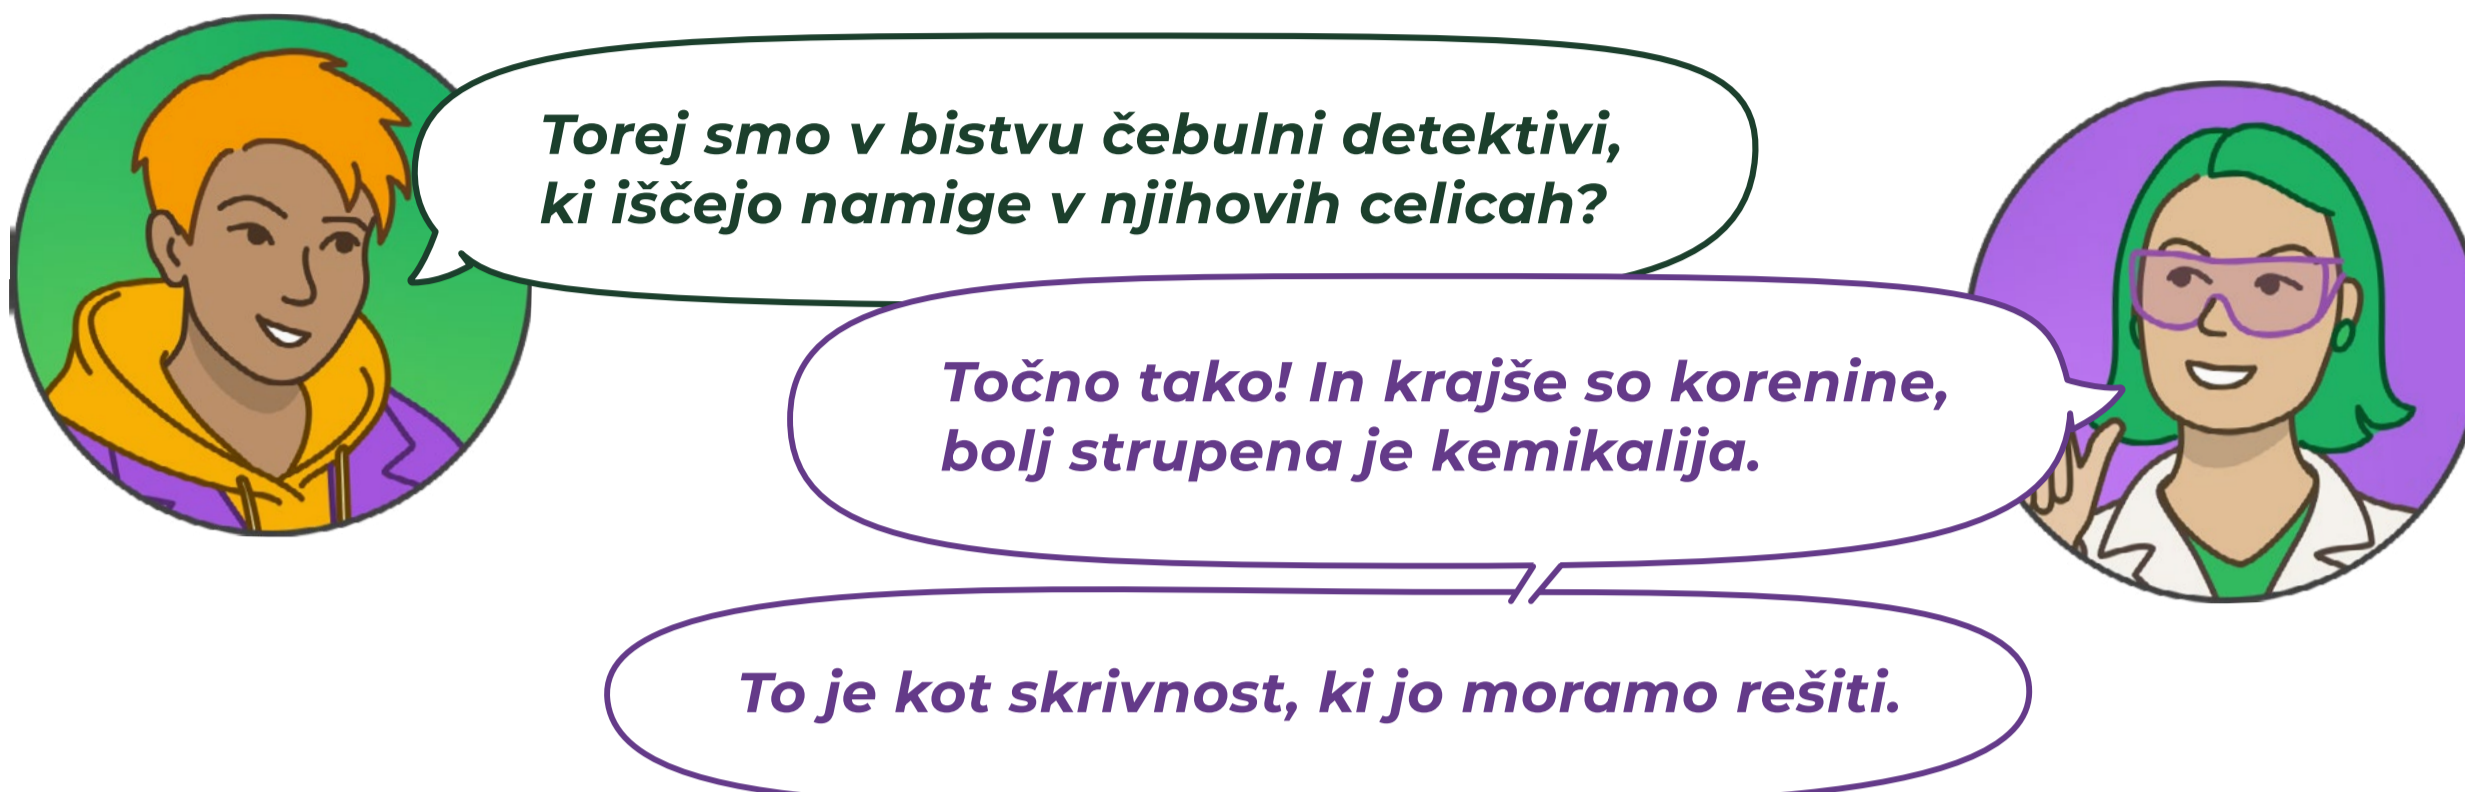 Torej smo v bistvu čebulni detektivi,
ki iščejo namige v njihovih celicah?
Točno tako! In krajše so korenine,
bolj strupena je kemikalija.
To je kot skrivnost, ki jo moramo rešiti.